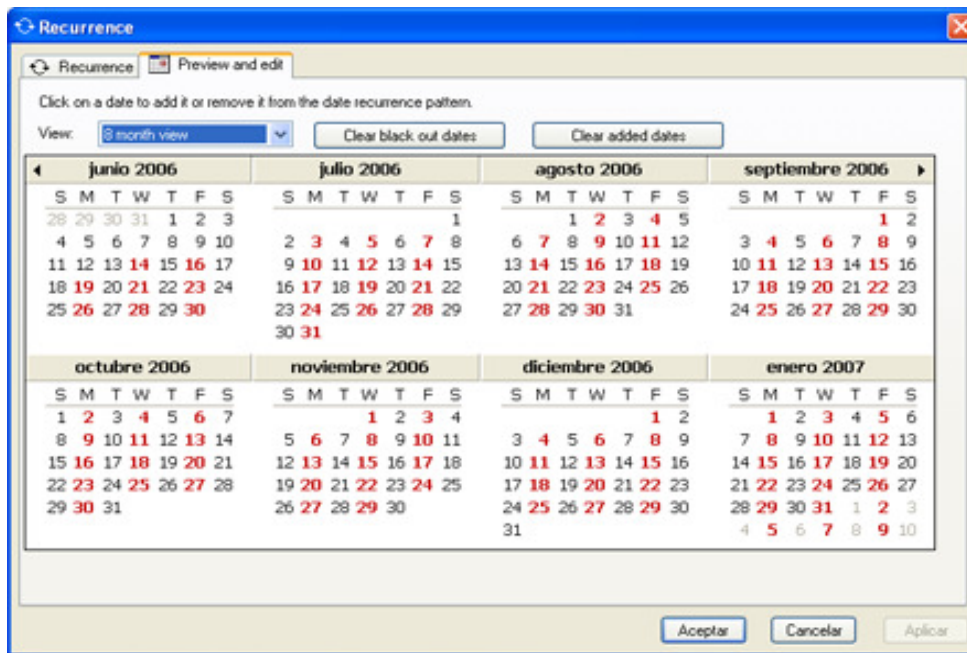 Recurrence
Recurrence Preview and edit
Click on a date to add it or remove it from the date recurrence pattern.
View: 8 month view Clear black out dates Clear added dates
junio 2006 julio 2006 agosto 2006 septiembre 2006
S M T W T F S S M T W T F S S M T W T F S S M T W T F S
28 29 30 31 1 2 3 1 1 2 3 4 5 1 2
4 5 6 7 8 9 10 2 3 4 5 6 7 8 6 7 8 9 10 11 12 3 4 5 6 7 8 9
11 12 13 14 15 16 17 9 10 11 12 13 14 15 13 14 15 16 17 18 19 10 11 12 13 14 15 16
18 19 20 21 22 23 24 16 17 18 19 20 21 22 20 21 22 23 24 25 26 17 18 19 20 21 22 23
25 26 27 28 29 30 23 24 25 26 27 28 29 27 28 29 30 31 24 25 26 27 28 29 30
30 31
octubre 2006 noviembre 2006 diciembre 2006 enero 2007
S M T W T F S S M T W T F S S M T W T F S S M T W T F S
1 2 3 4 5 6 7 1 2 3 4 1 2 1 2 3 4 5 6
8 9 10 11 12 13 14 5 6 7 8 9 10 11 3 4 5 6 7 8 9 7 8 9 10 11 12 13
15 16 17 18 19 20 21 12 13 14 15 16 17 18 10 11 12 13 14 15 16 14 15 16 17 18 19 20
22 23 24 25 26 27 28 19 20 21 22 23 24 25 17 18 19 20 21 22 23 21 22 23 24 25 26 27
29 30 31 26 27 28 29 30 24 25 26 27 28 29 30 28 29 30 31 1 2 3
31 4 5 6 7 8 9 10
Aceptar Cancelar Aplicar